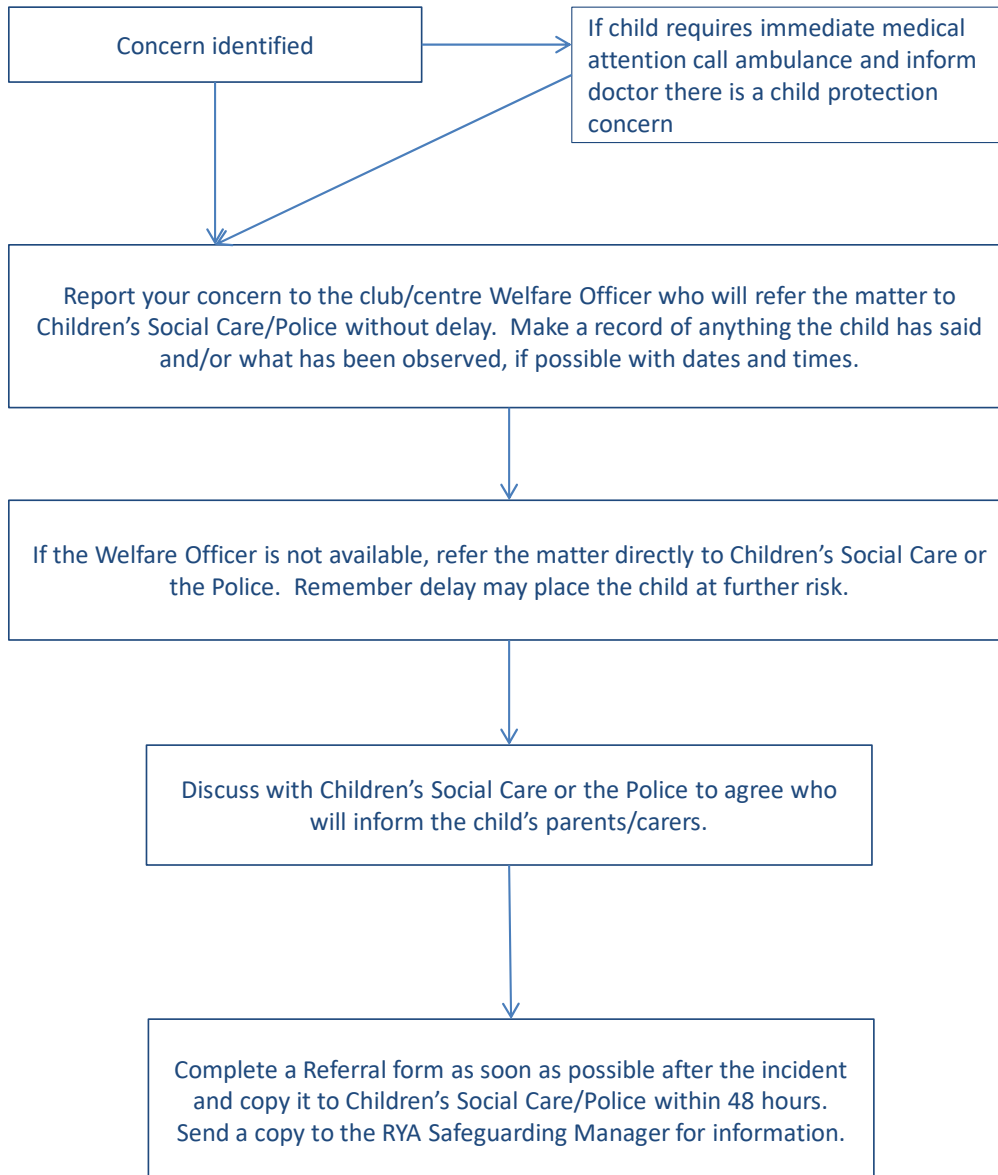 Concern identified
If child requires immediate medical
attention call ambulance and inform
doctor there is a child protection
concern
Report your concern to the club/centre Welfare Officer who will refer the matter to
Children’s Social Care/Police without delay.  Make a record of anything the child has said
and/or what has been observed, if possible with dates and times.
If the Welfare Officer is not available, refer the matter directly to Children’s Social Care or
the Police.  Remember delay may place the child at further risk.
Discuss with Children’s Social Care or the Police to agree who
will inform the child’s parents/carers.
Complete a Referral form as soon as possible after the incident
and copy it to Children’s Social Care/Police within 48 hours.
Send a copy to the RYA Safeguarding Manager for information.